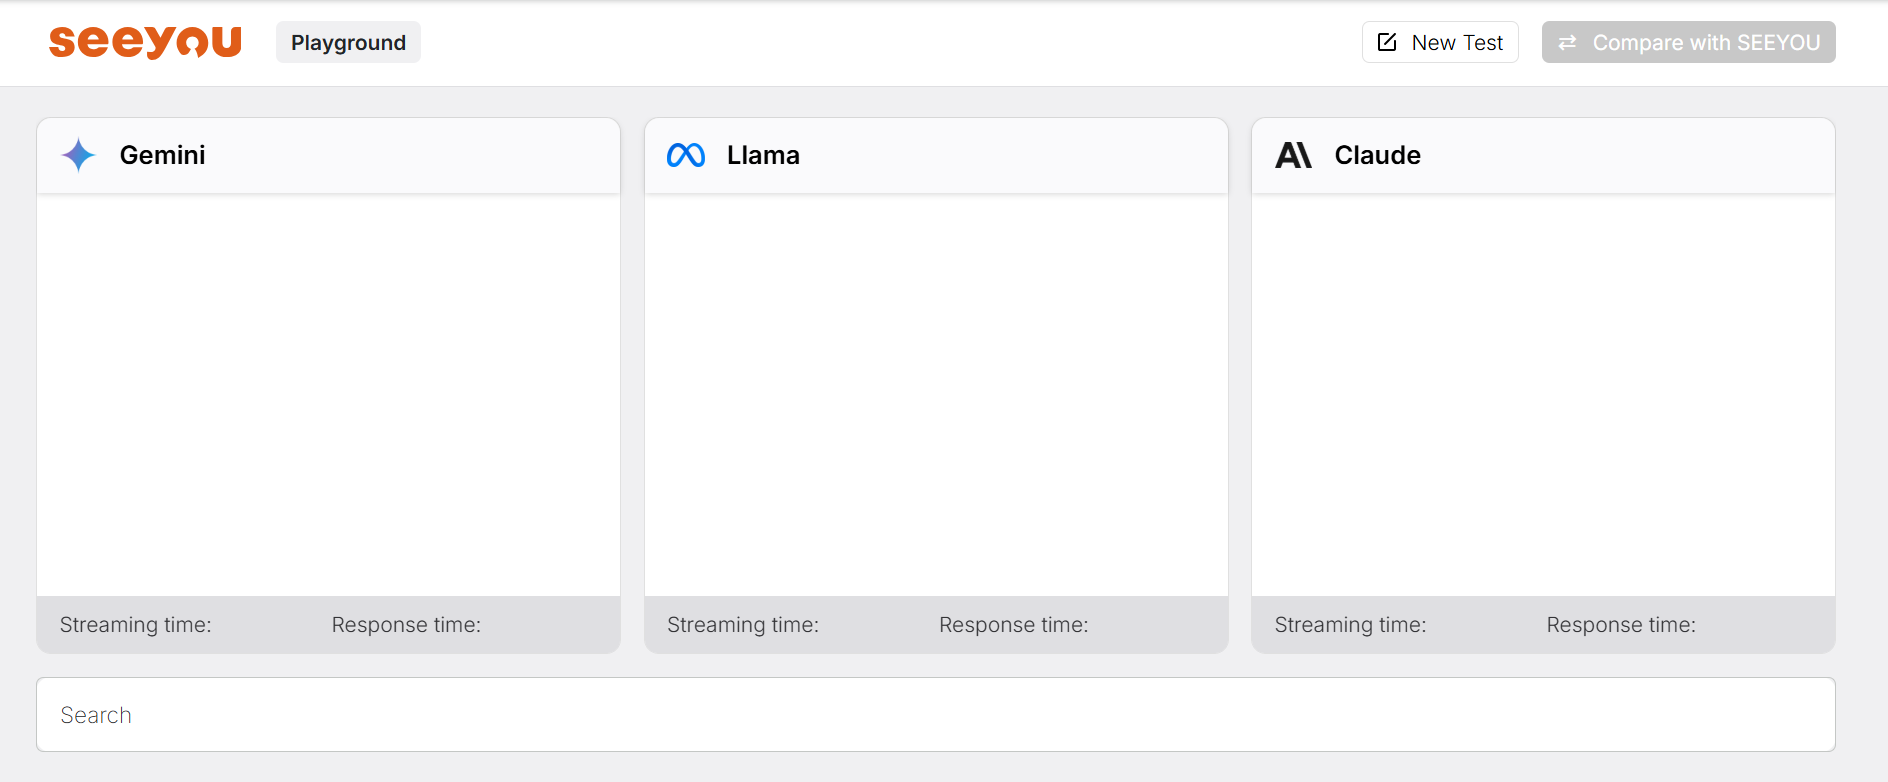 seeyou
Playground
New Test
Compare with SEEYOU
Gemini
Llama
Claude
Streaming time:
Response time:
Streaming time:
Response time:
Streaming time:
Response time:
Search